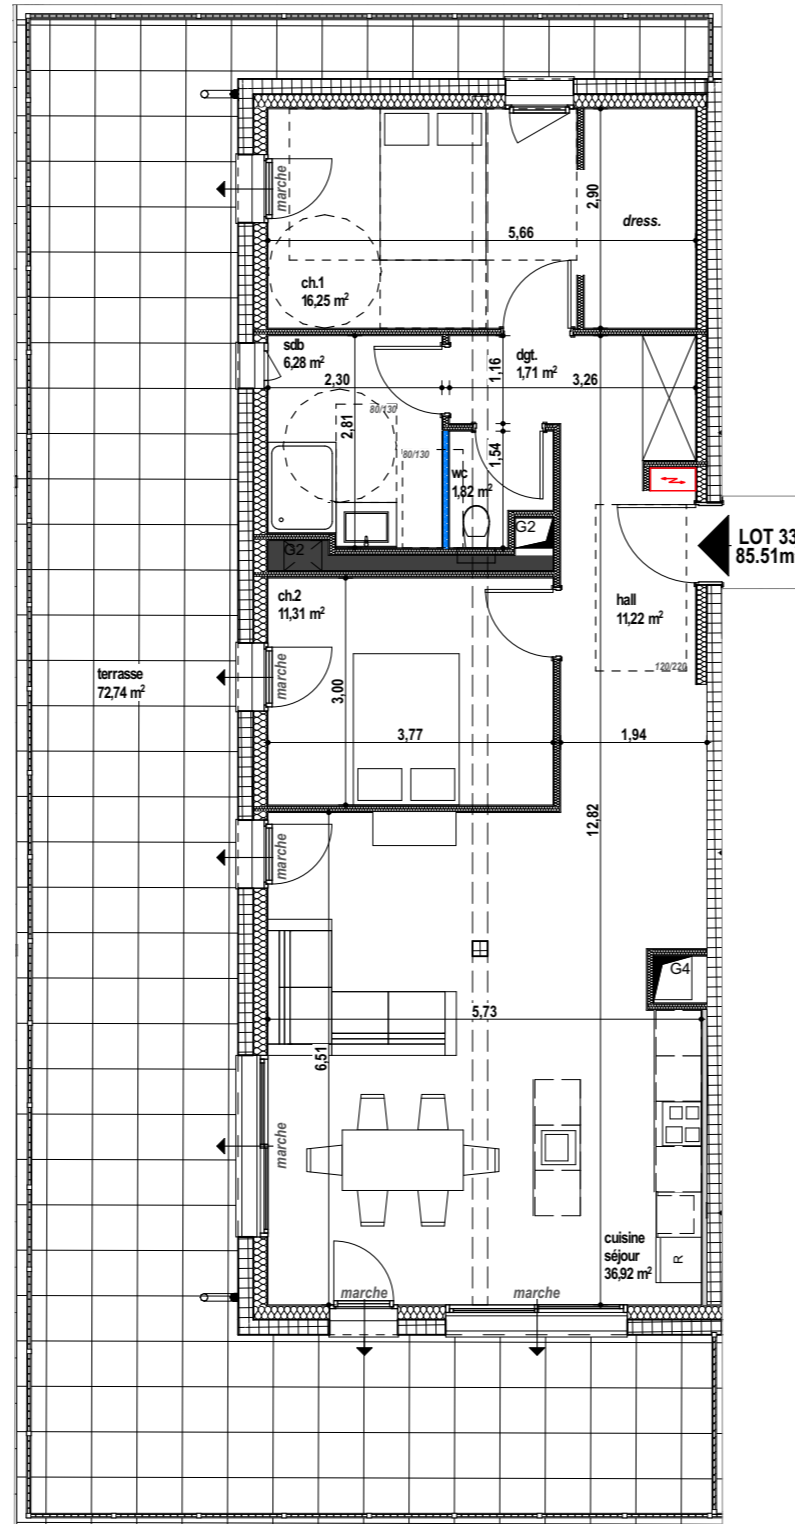 marche
2,90
dress.
5,66
ch.1
16,25 m²
sdb
6,28 m²
dgt.
1,71 m²
1,16
2,30
3,26
80/130
2,81
80/130
1,54
wc
1,82 m²
G2
G2
LOT 33
85.51m
ch.2
11,31 m²
hall
11,22 m²
120/220
terrasse
72,74 m²
marche
3,00
3,77
1,94
12,82
marche
G4
5,73
6,51
marche
cuisine
séjour
36,92 m²
R
marche
marche